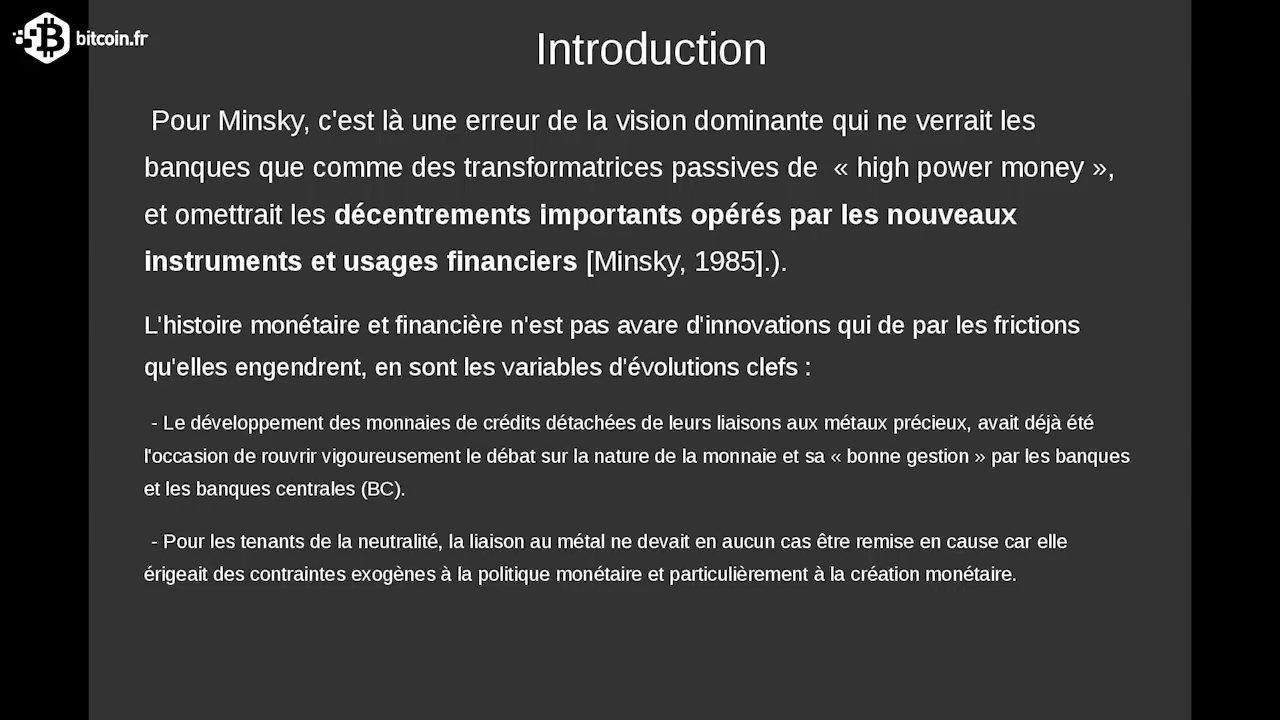 bitcoin.fr
Introduction
Pour Minsky, c'est là une erreur de la vision dominante qui ne verrait les
banques que comme des transformatrices passives de « high power money »,
et omettrait les décentrements importants opérés par les nouveaux
instruments et usages financiers [Minsky, 1985].).
L'histoire monétaire et financière n'est pas avare d'innovations qui de par les frictions
qu'elles engendrent, en sont les variables d'évolutions clefs :
- Le développement des monnaies de crédits détachées de leurs liaisons aux métaux précieux, avait déjà été
l'occasion de rouvrir vigoureusement le débat sur la nature de la monnaie et sa « bonne gestion » par les banques
et les banques centrales (BC).
- Pour les tenants de la neutralité, la liaison au métal ne devait en aucun cas être remise en cause car elle
érigeait des contraintes exogènes à la politique monétaire et particulièrement à la création monétaire.